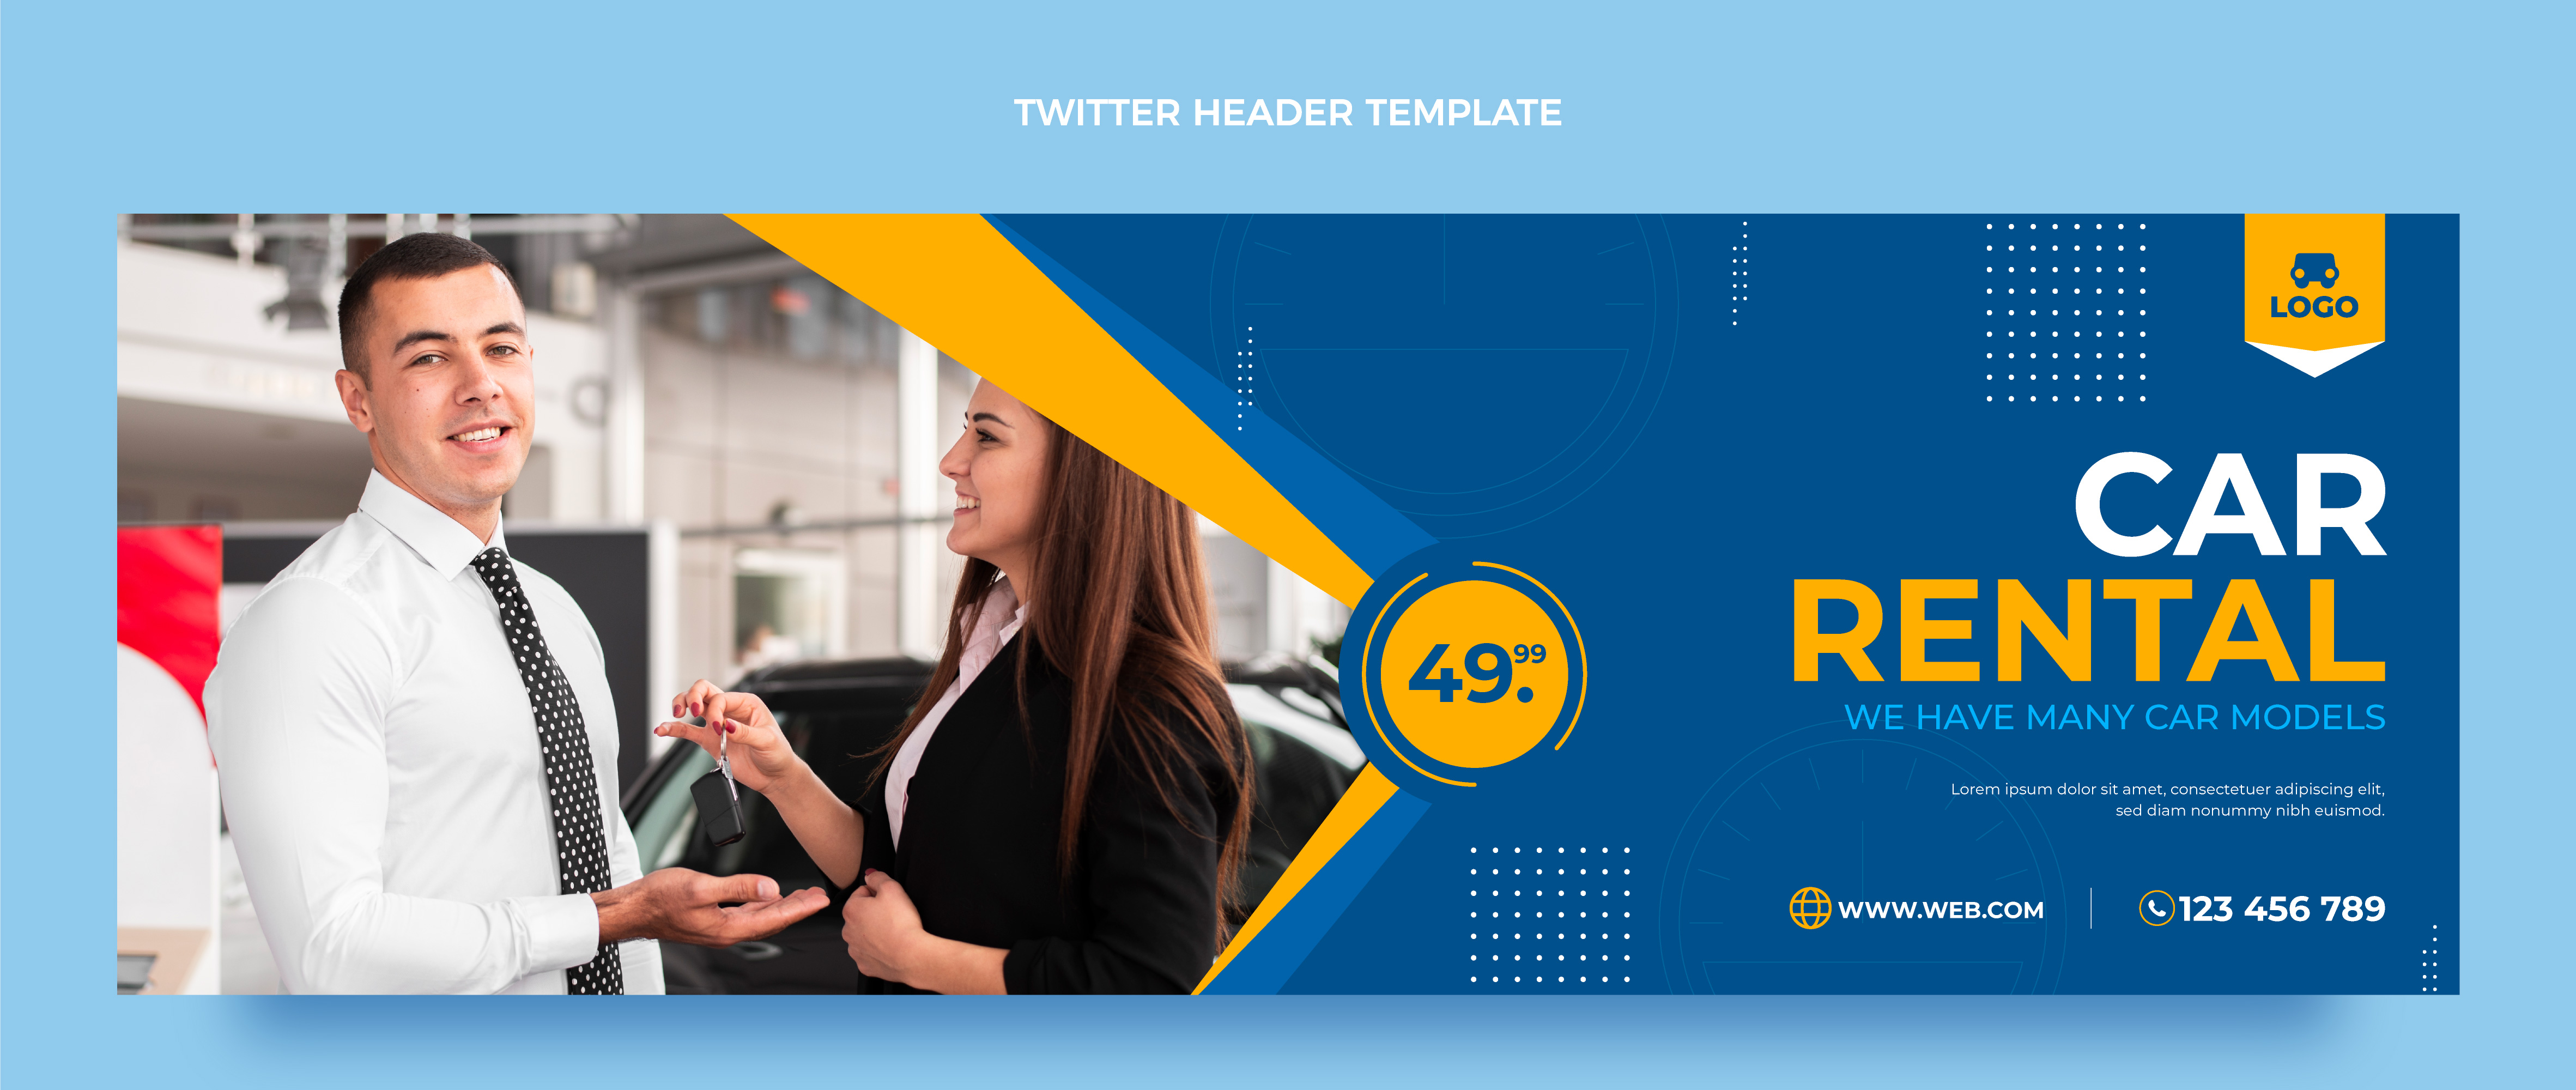 TWITTER HEADER TEMPLATE
LOGO
CAR
RENTAL
49.99
WE HAVE MANY CAR MODELS
Lorem ipsum dolor sit amet, consectetuer adipiscing elit,
sed diam nonummy nibh euismod.
WWW.WEB.COM
123 456 789